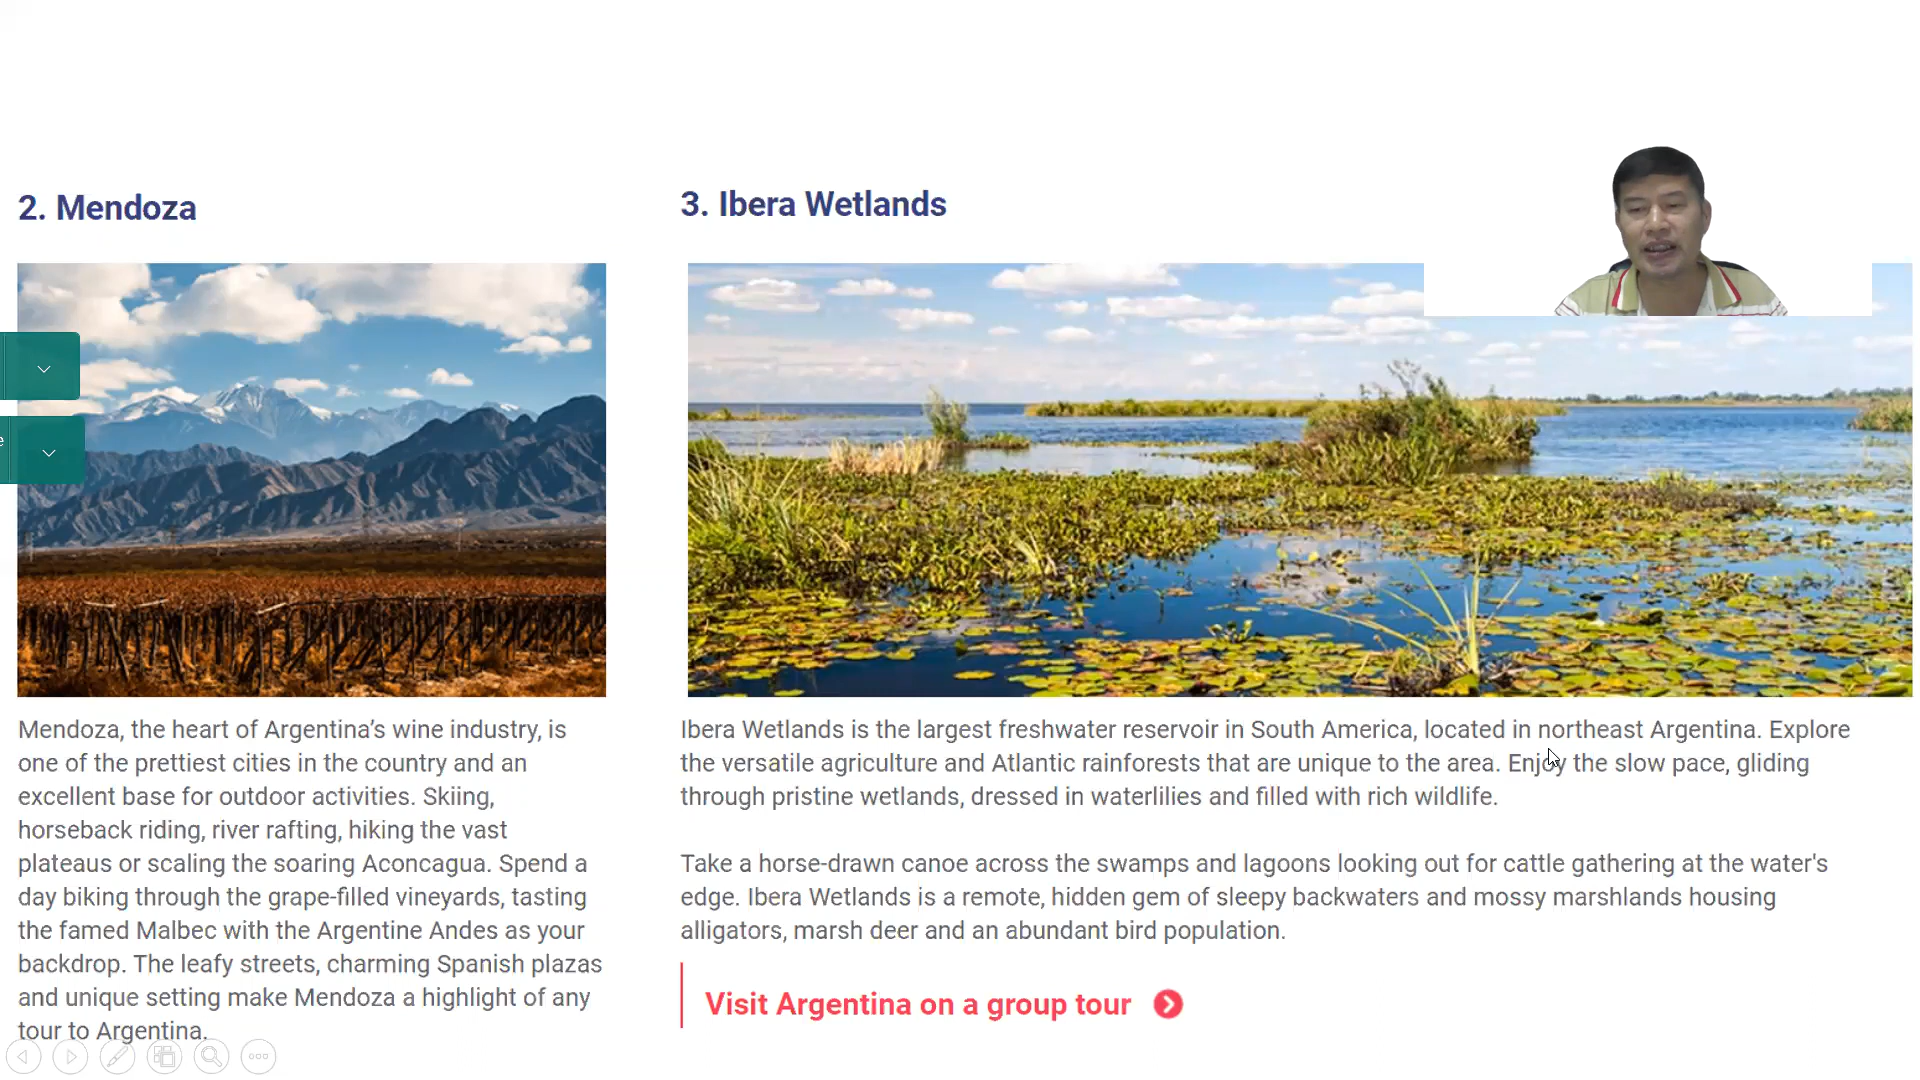 2. Mendoza
Mendoza, the heart of Argentina’s wine industry, is
one of the prettiest cities in the country and an
excellent base for outdoor activities. Skiing,
horseback riding, river rafting, hiking the vast
plateaus or scaling the soaring Aconcagua. Spend a
day biking through the grape-filled vineyards, tasting
the famed Malbec with the Argentine Andes as your
backdrop. The leafy streets, charming Spanish plazas
and unique setting make Mendoza a highlight of any
tour to Argentina.
3. Ibera Wetlands
Ibera Wetlands is the largest freshwater reservoir in South America, located in northeast Argentina. Explore
the versatile agriculture and Atlantic rainforests that are unique to the area. Enjoy the slow pace, gliding
through pristine wetlands, dressed in waterlilies and filled with rich wildlife.
Take a horse-drawn canoe across the swamps and lagoons looking out for cattle gathering at the water's
edge. Ibera Wetlands is a remote, hidden gem of sleepy backwaters and mossy marshlands housing
alligators, marsh deer and an abundant bird population.
Visit Argentina on a group tour